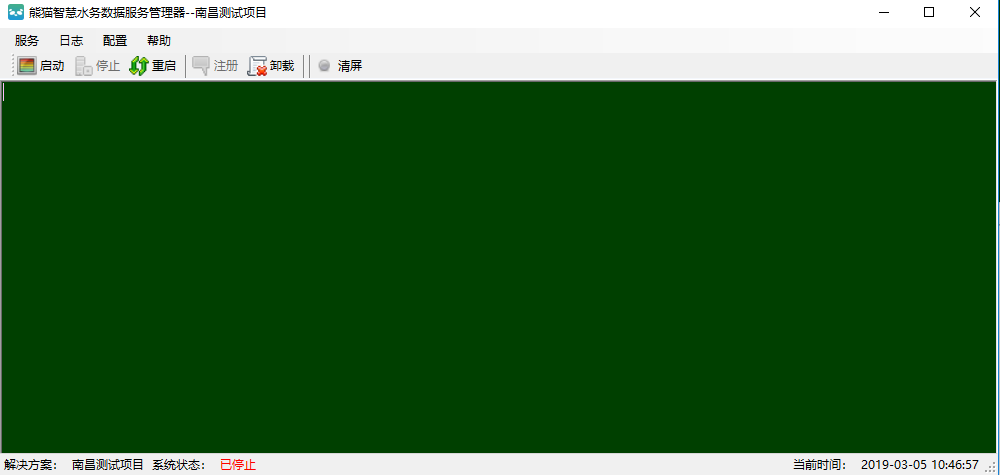 熊猫智慧水务数据服务管理器--南昌测试项目
服务 日志 配置 帮助
启动 停止 重启 注册 卸载 清屏
解决方案： 南昌测试项目 系统状态： 已停止 当前时间： 2019-03-05 10:46:57